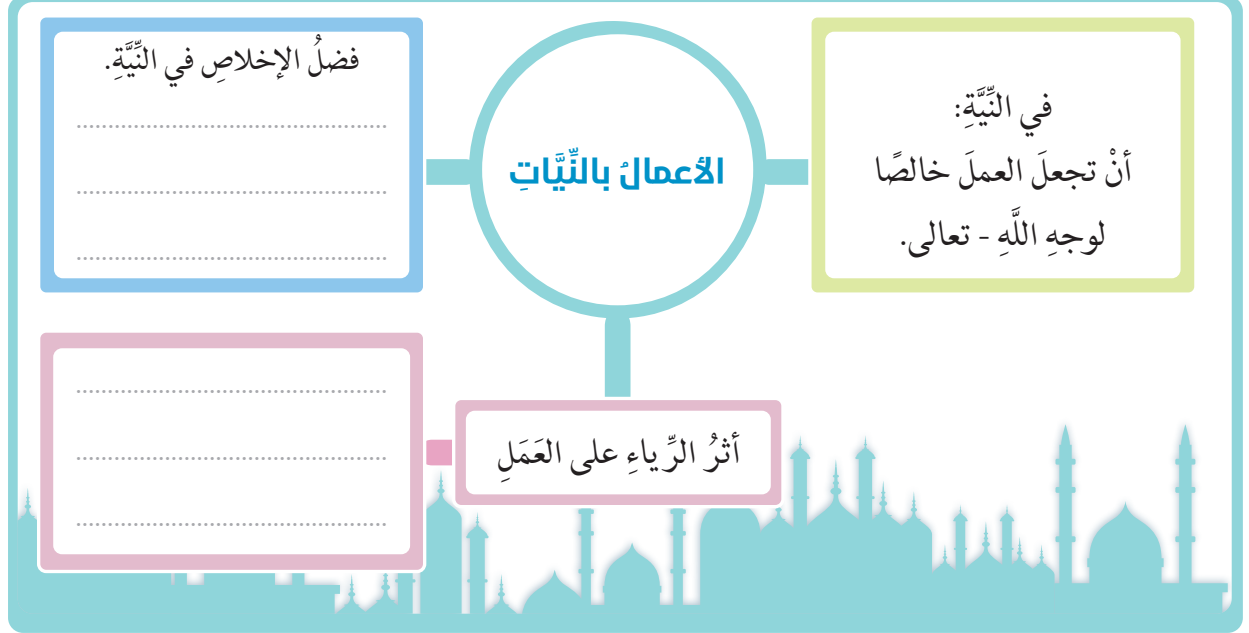 الأعمالُ بالنِّيَّاتِ
في النِّيَّةِ:
أنْ تجعلَ العملَ خالصًا
لوجهِ اللَّهِ - تعالى.
فضلُ الإخلاصِ في النِّيَّةِ.
أثرُ الرِّياءِ على العَمَلِ